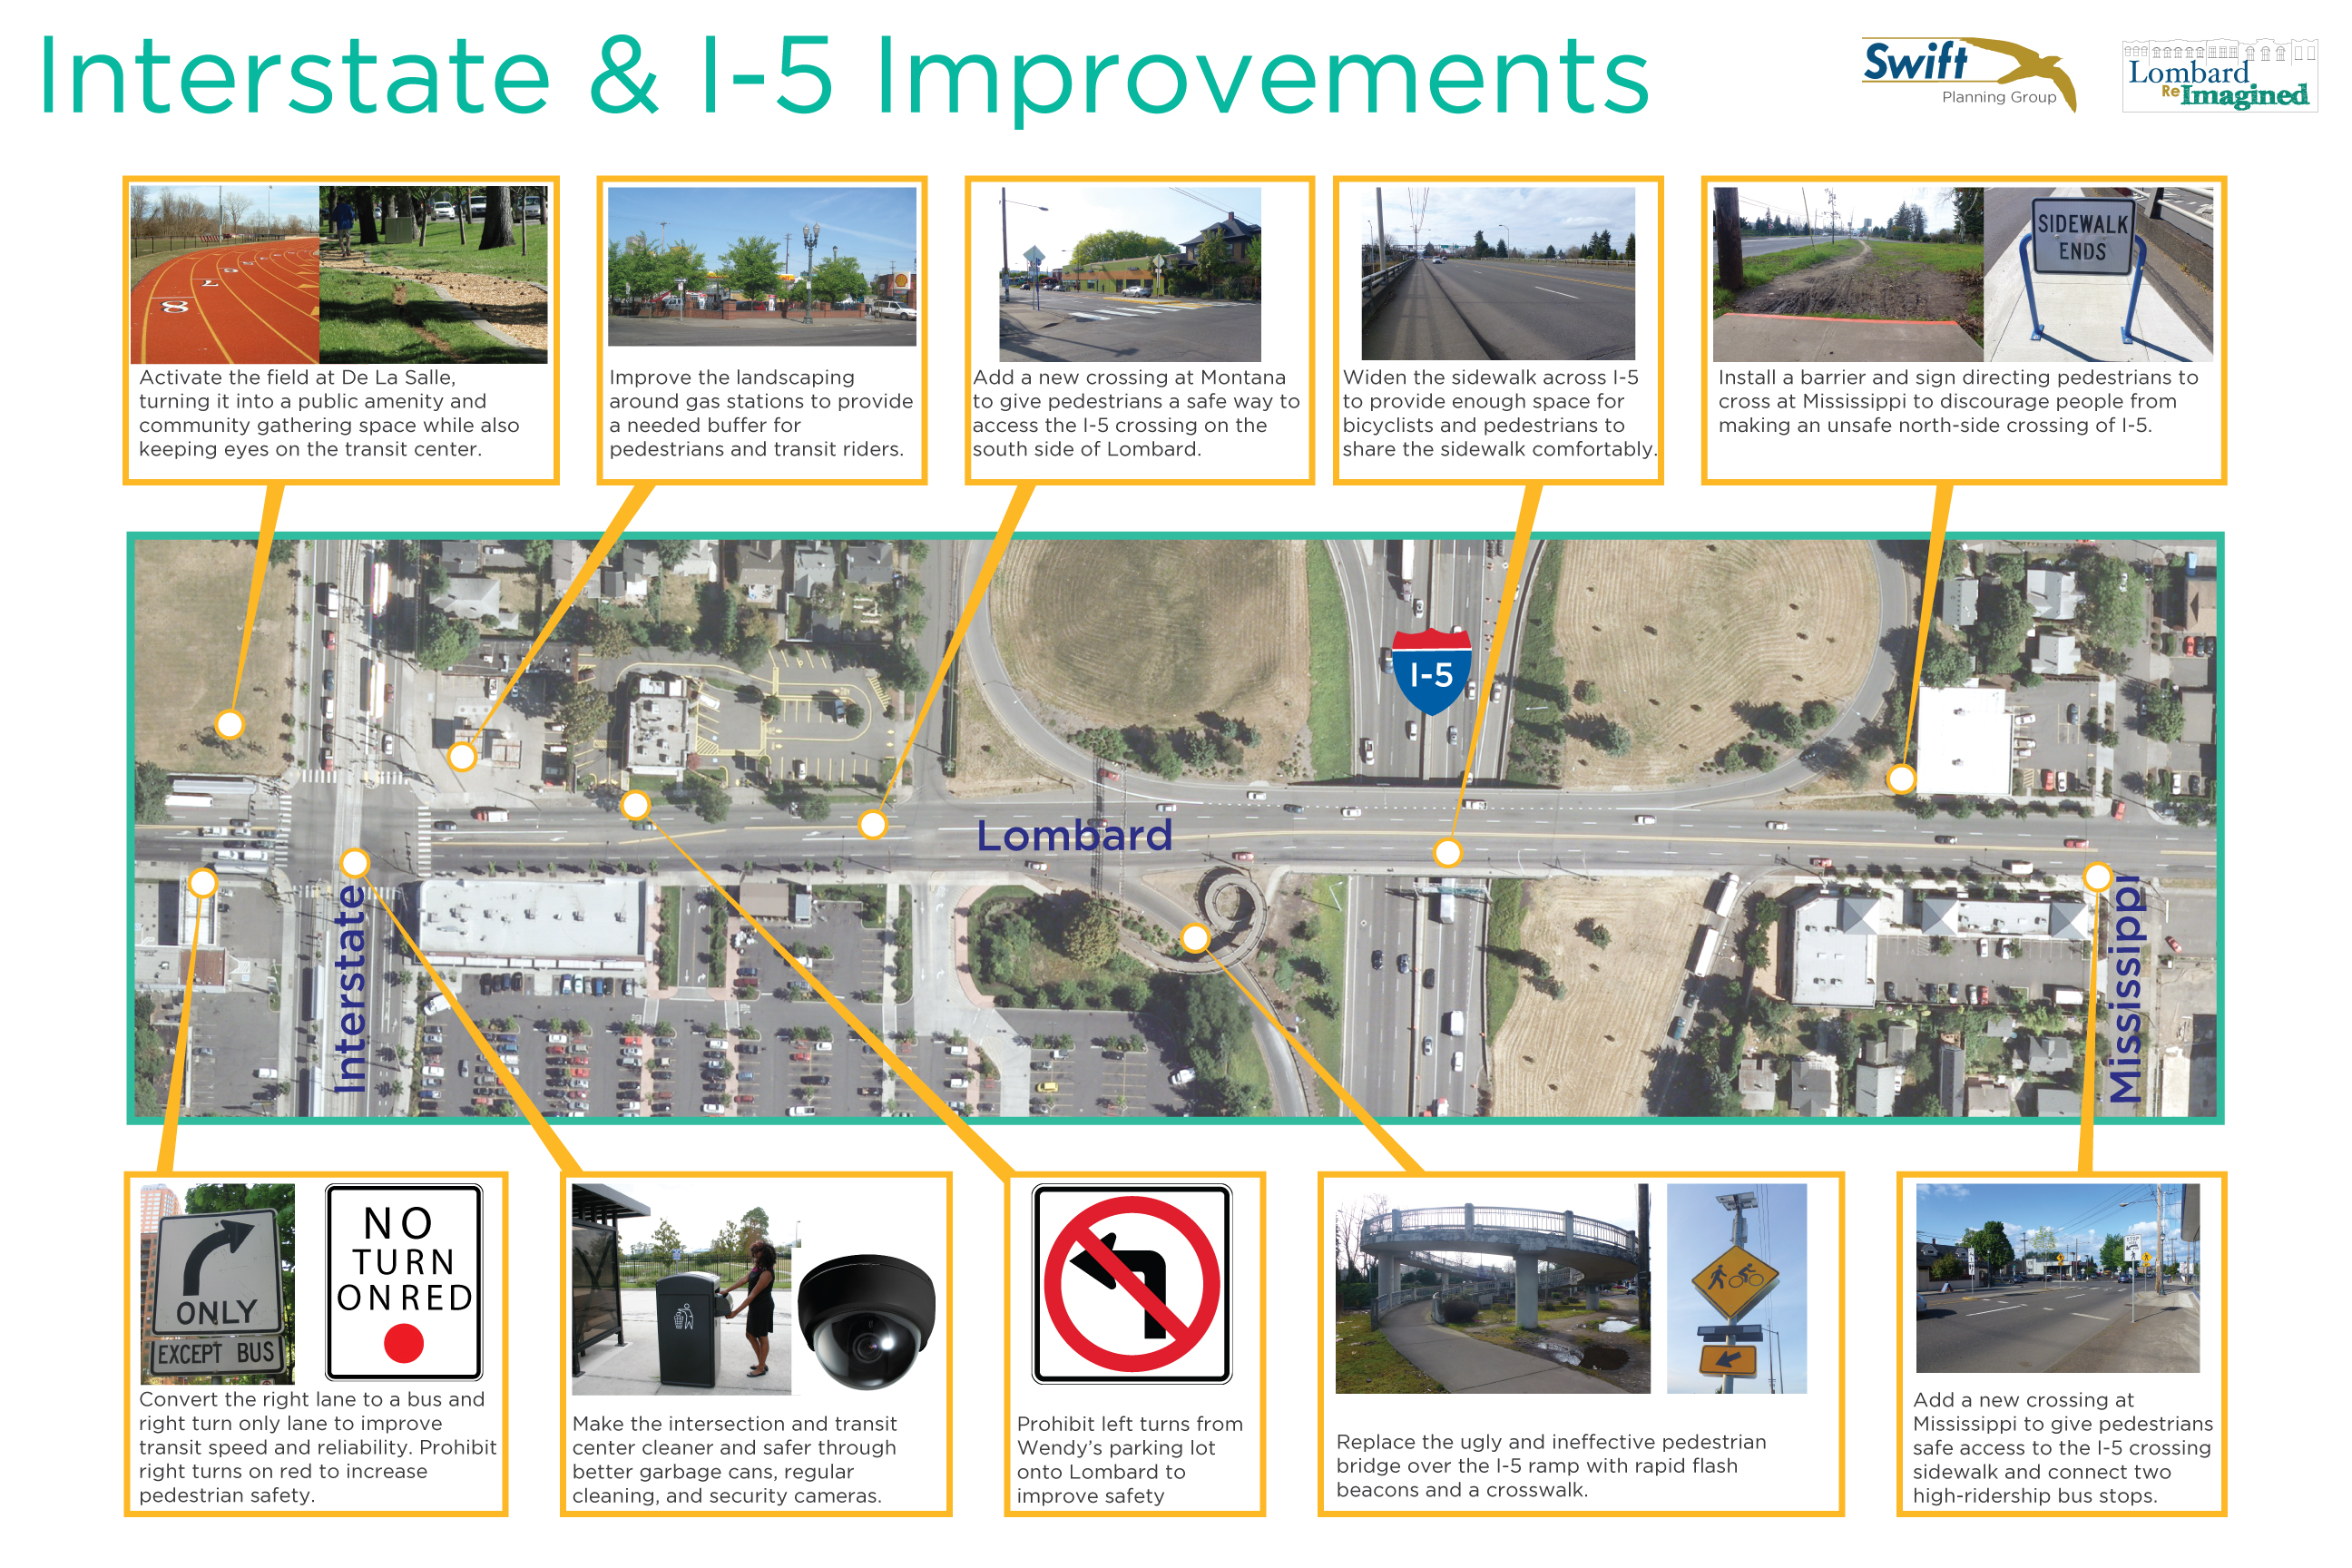 Interstate & I-5 Improvements
Swift
Planning Group
Lombard
Re Imagined
8
7
SIDEWALK
ENDS
Activate the field at De La Salle,
turning it into a public amenity and
community gathering space while also
keeping eyes on the transit center.
Improve the landscaping
around gas stations to provide
a needed buffer for
pedestrians and transit riders.
Add a new crossing at Montana
to give pedestrians a safe way to
access the I-5 crossing on the
south side of Lombard.
Widen the sidewalk across I-5
to provide enough space for
bicyclists and pedestrians to
share the sidewalk comfortably.
Install a barrier and sign directing pedestrians to
cross at Mississippi to discourage people from
making an unsafe north-side crossing of I-5.
I-5
Lombard
Interstate
Mississippi
ONLY
EXCEPT BUS
NO
TURN
ON RED
Convert the right lane to a bus and
right turn only lane to improve
transit speed and reliability. Prohibit
right turns on red to increase
pedestrian safety.
Make the intersection and transit
center cleaner and safer through
better garbage cans, regular
cleaning, and security cameras.
Prohibit left turns from
Wendy's parking lot
onto Lombard to
improve safety
Replace the ugly and ineffective pedestrian
bridge over the I-5 ramp with rapid flash
beacons and a crosswalk.
Add a new crossing at
Mississippi to give pedestrians
safe access to the I-5 crossing
sidewalk and connect two
high-ridership bus stops.